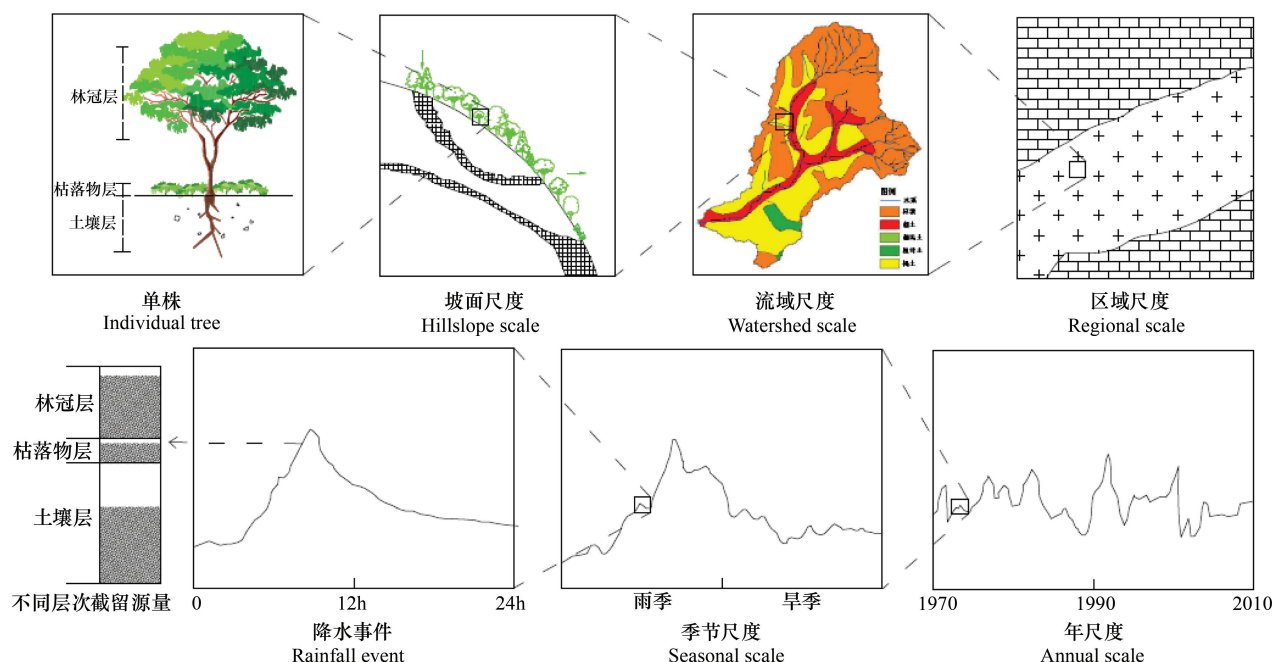 林冠层
枯落物层
土壤层
单株
Individual tree
坡面尺度
Hillslope scale
流域尺度
Watershed scale
区域尺度
Regional scale
林冠层
枯落物层
土壤层
不同层次截留源量
0
12h
24h
降水事件
Rainfall event
雨季
旱季
季节尺度
Seasonal scale
1970
1990
2010
年尺度
Annual scale